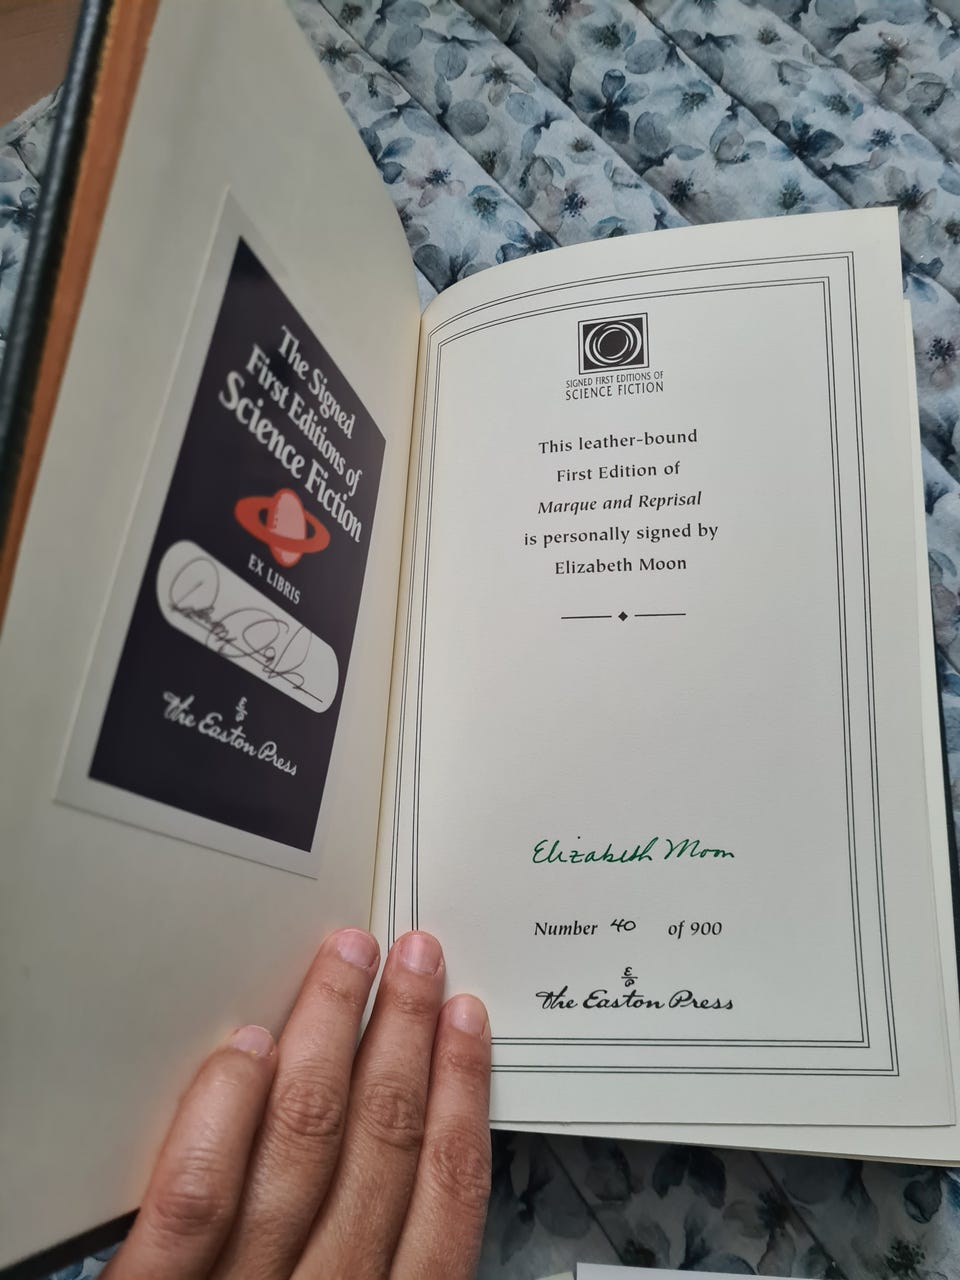 The Signed
First Editions of
Science Fiction
EX LIBRIS
The Easton Press
SIGNED FIRST EDITIONS OF
SCIENCE FICTION
This leather-bound
First Edition of
Marque and Reprisal
is personally signed by
Elizabeth Moon
Elizabeth Moon
Number 40 of 900
The Easton Press